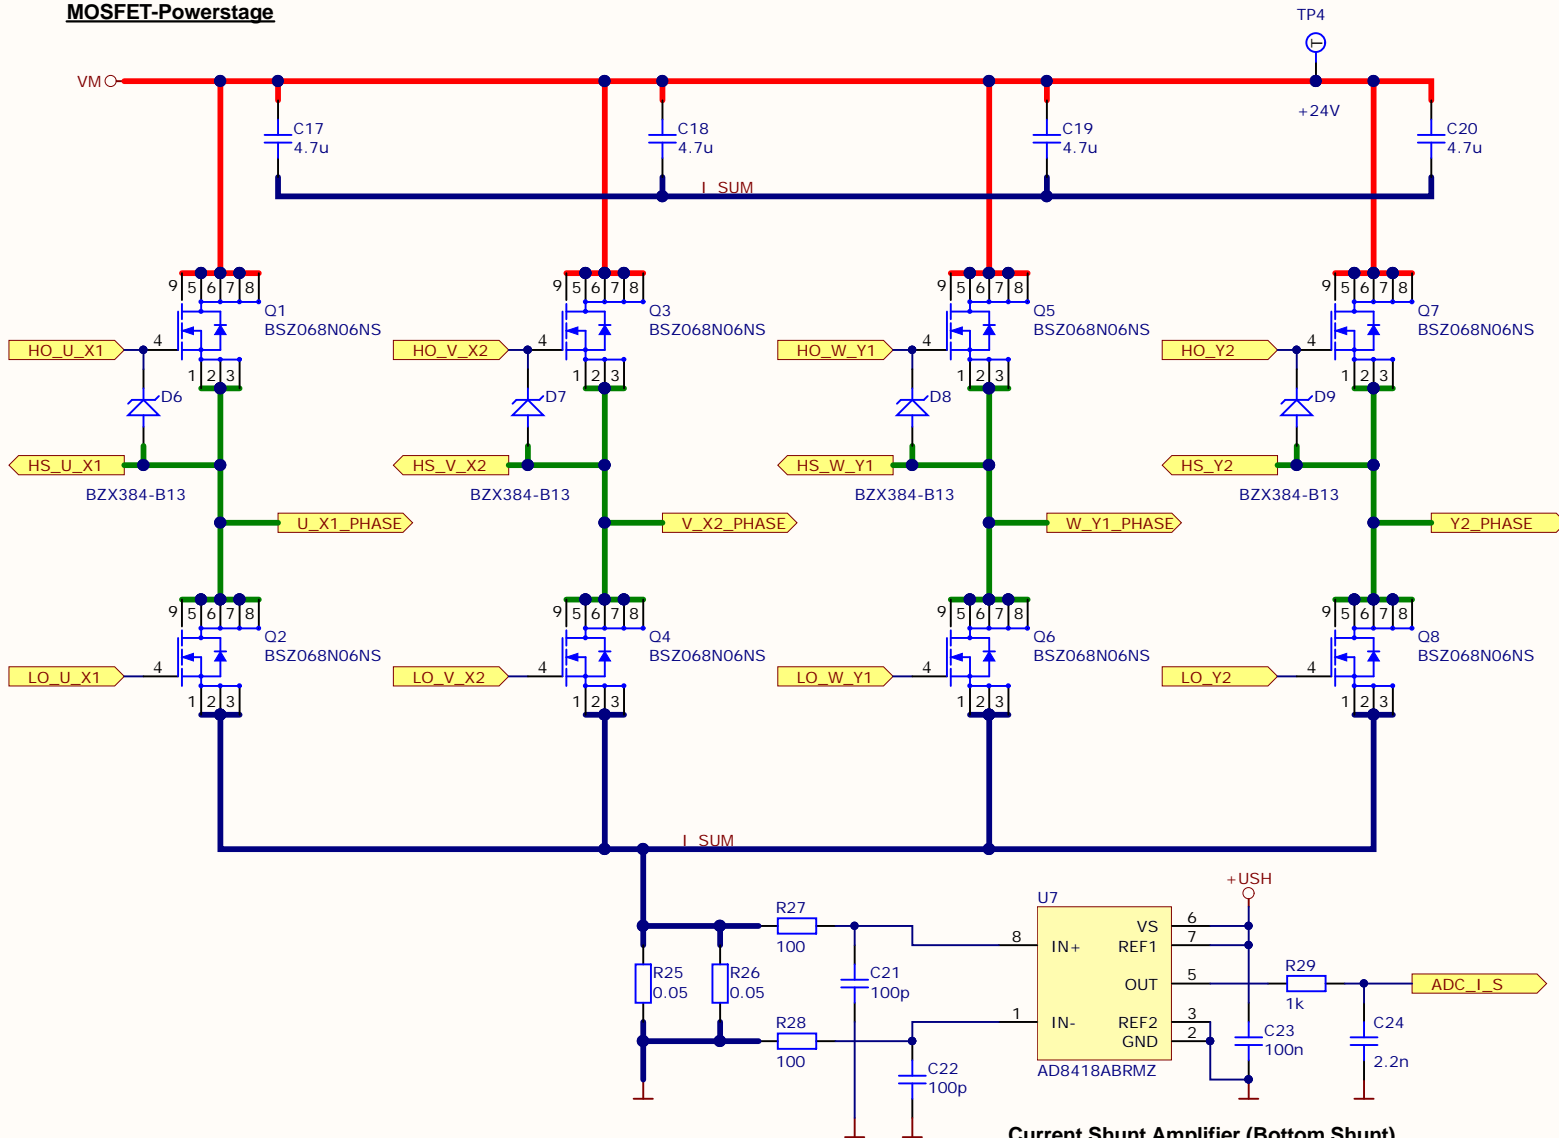 MOSFET-Powerstage
TP4
T
VM
+24V
C17
4.7u
C18
4.7u
C19
4.7u
C20
4.7u
I_SUM
9 5 6 7 8
Q1
BSZ068N06NS
HO_U_X1
4
1 2 3
D6
HS_U_X1
BZX384-B13
U_X1_PHASE
9 5 6 7 8
Q3
BSZ068N06NS
HO_V_X2
4
1 2 3
D7
HS_V_X2
BZX384-B13
V_X2_PHASE
9 5 6 7 8
Q5
BSZ068N06NS
HO_W_Y1
4
1 2 3
D8
HS_W_Y1
BZX384-B13
W_Y1_PHASE
9 5 6 7 8
Q7
BSZ068N06NS
HO_Y2
4
1 2 3
D9
HS_Y2
BZX384-B13
Y2_PHASE
9 5 6 7 8
Q2
BSZ068N06NS
LO_U_X1
4
1 2 3
9 5 6 7 8
Q4
BSZ068N06NS
LO_V_X2
4
1 2 3
9 5 6 7 8
Q6
BSZ068N06NS
LO_W_Y1
4
1 2 3
9 5 6 7 8
Q8
BSZ068N06NS
LO_Y2
4
1 2 3
I_SUM
R25
0.05
R26
0.05
R27
100
R28
100
C21
100p
C22
100p
U7
8 IN+
1 IN-
VS 6
REF1 7
OUT 5
REF2 3
GND 2
AD8418ABRMZ
+USH
R29
1k
ADC_I_S
C23
100n
C24
2.2n
Current Shunt Amplifier (Bottom Shunt)